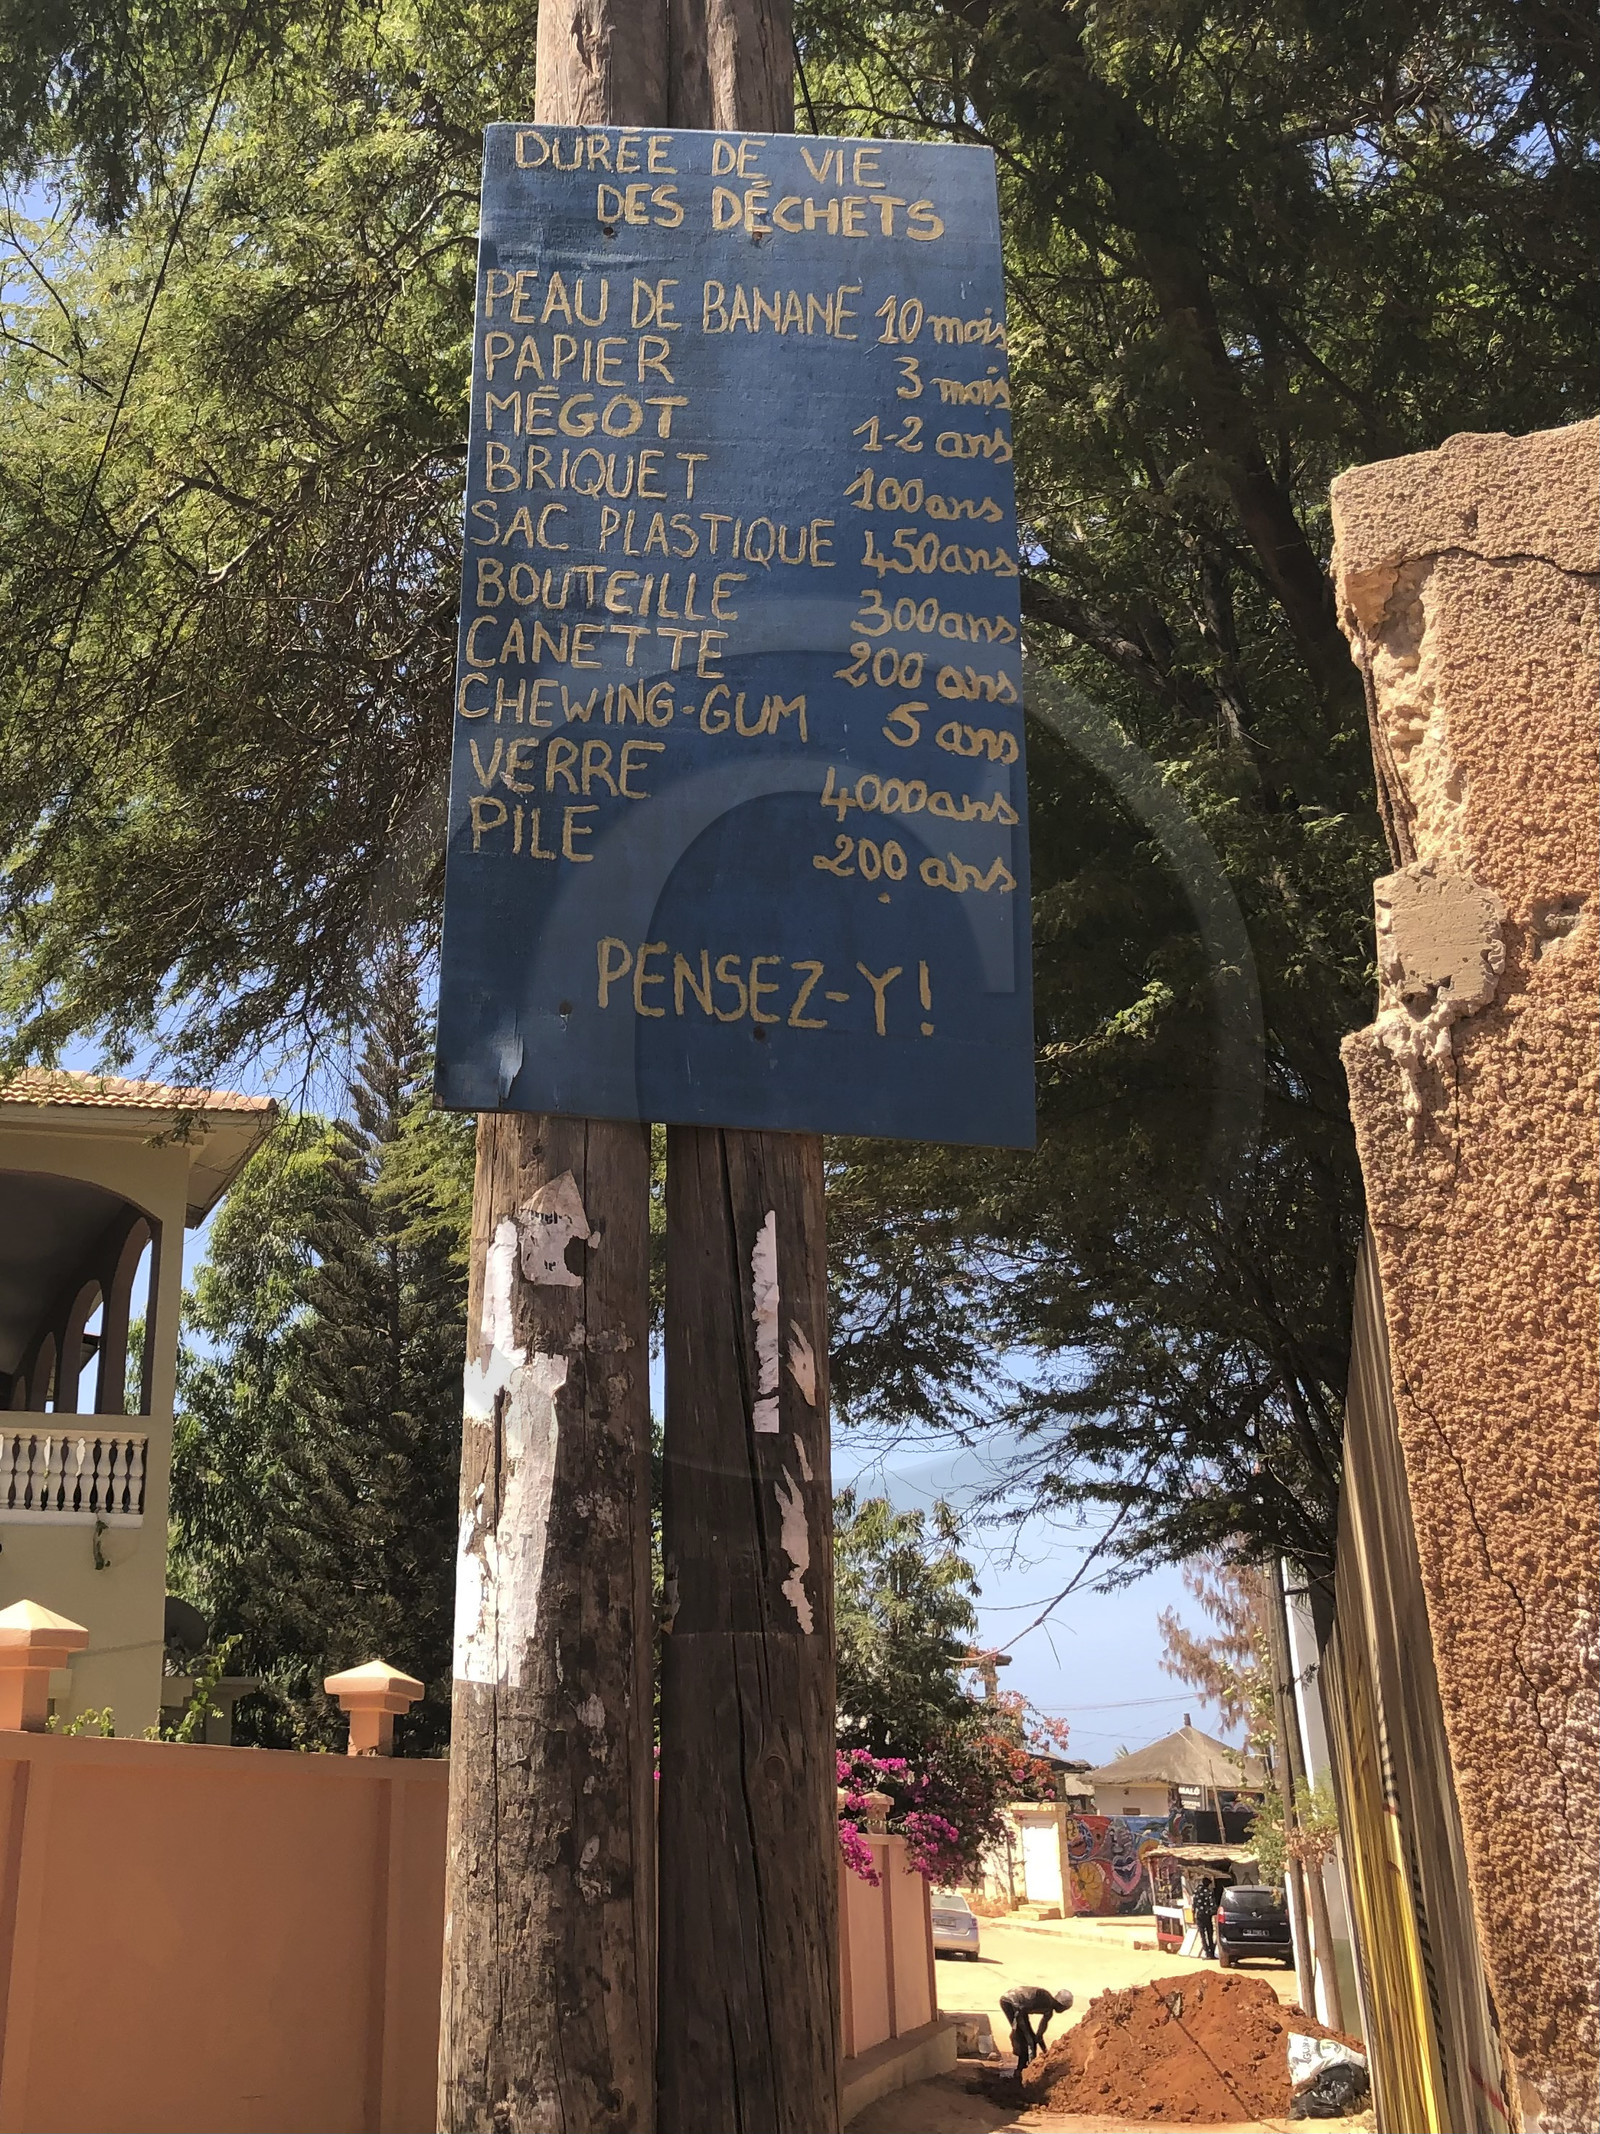 DURÉE DE VIE
DES DÉCHETS
PEAU DE BANANE 10 mois
PAPIER 3 mois
MÉGOT 1-2 ans
BRIQUET 100 ans
SAC PLASTIQUE 450 ans
BOUTEILLE 300 ans
CANETTE 200 ans
CHEWING-GUM 5 ans
VERRE 4000 ans
PILE 200 ans
PENSEZ-Y!